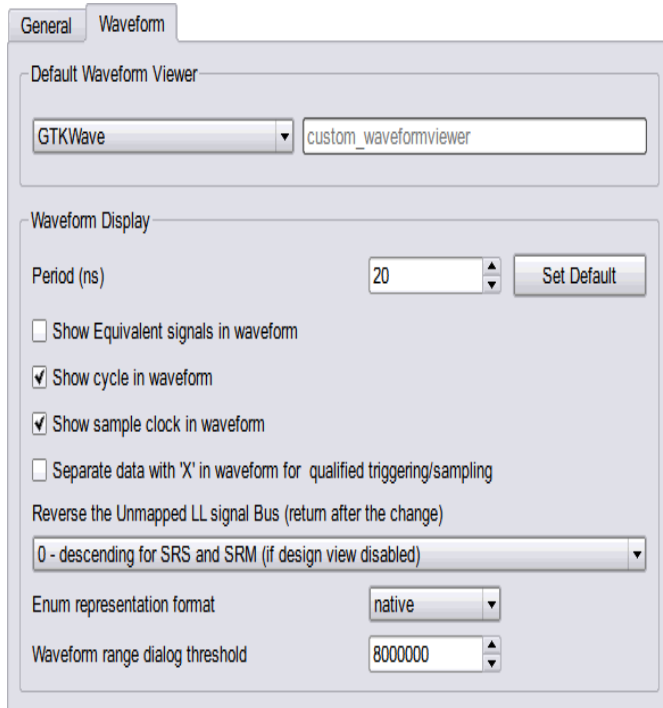 General Waveform
Default Waveform Viewer
GTKWave custom_waveformviewer
Waveform Display
Period (ns) 20 Set Default
Show Equivalent signals in waveform
Show cycle in waveform
Show sample clock in waveform
Separate data with 'X' in waveform for  qualified triggering/sampling
Reverse the Unmapped LL signal Bus (return after the change)
0 - descending for SRS and SRM (if design view disabled)
Enum representation format native
Waveform range dialog threshold 8000000